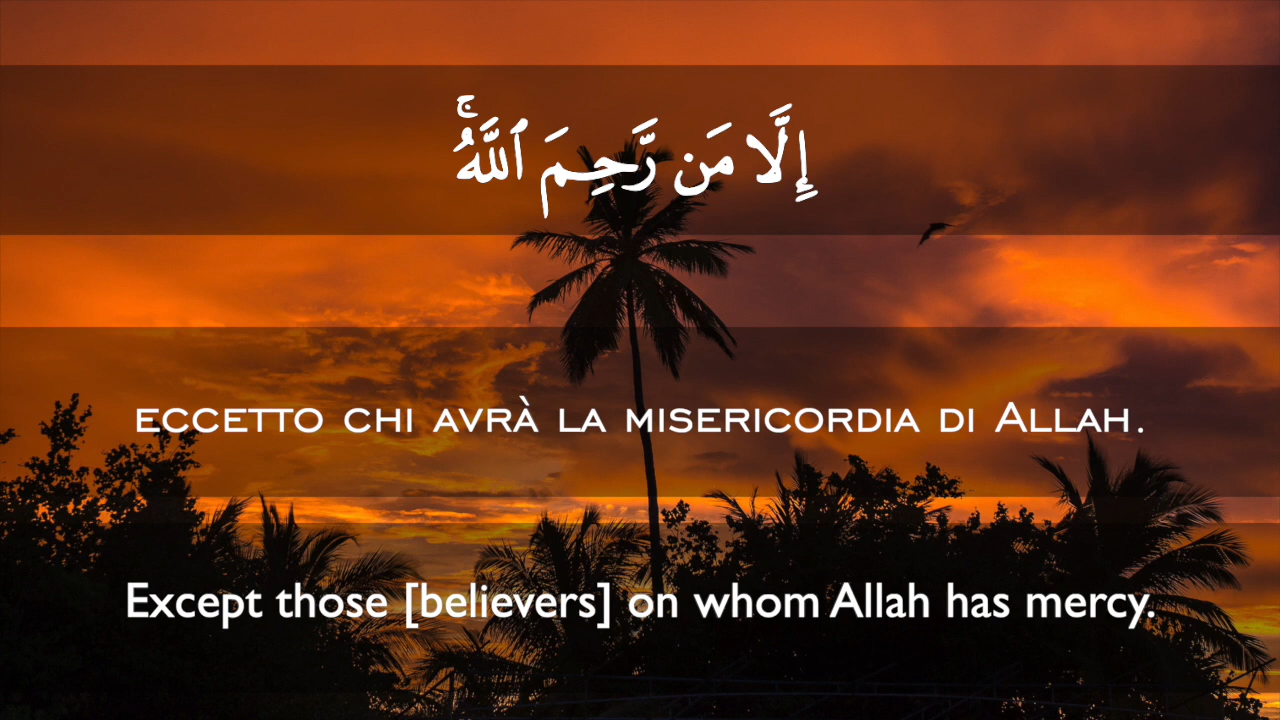 إِلَّا مَن رَّحِمَ ٱللَّهُۚ
ECCETTO CHI AVRÀ LA MISERICORDIA DI ALLAH.
Except those [believers] on whom Allah has mercy.